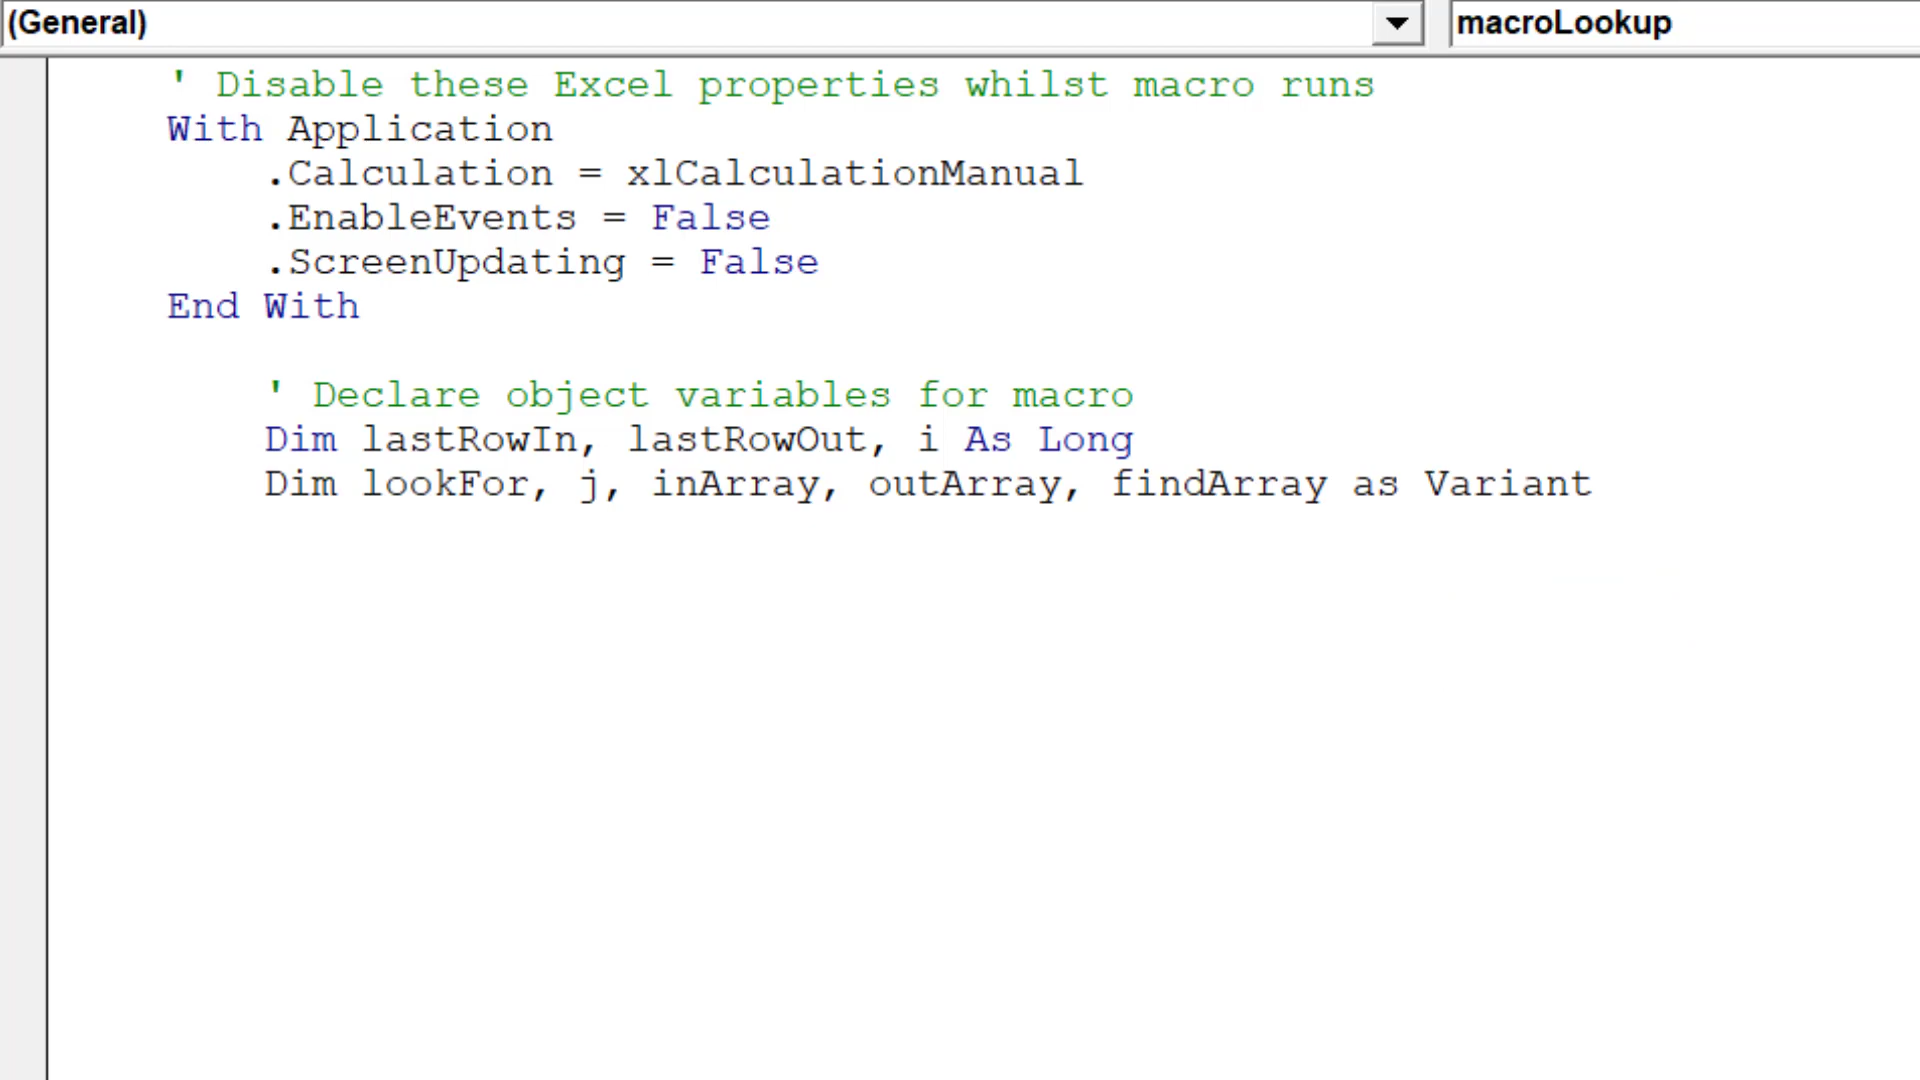 (General) macroLookup
' Disable these Excel properties whilst macro runs
With Application
.Calculation = xlCalculationManual
.EnableEvents = False
.ScreenUpdating = False
End With
' Declare object variables for macro
Dim lastRowIn, lastRowOut, i As Long
Dim lookFor, j, inArray, outArray, findArray as Variant